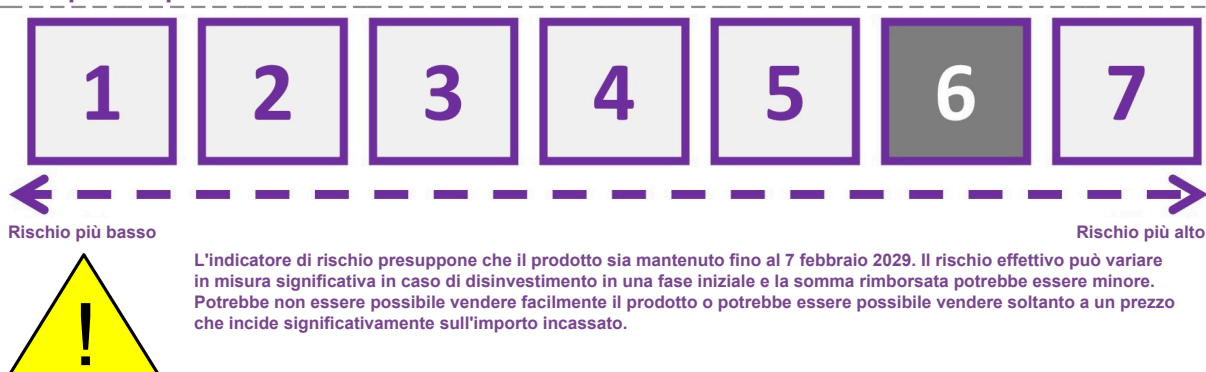 1 2 3 4 5 6 7
Rischio più basso Rischio più alto
L'indicatore di rischio presuppone che il prodotto sia mantenuto fino al 7 febbraio 2029. Il rischio effettivo può variare
in misura significativa in caso di disinvestimento in una fase iniziale e la somma rimborsata potrebbe essere minore.
Potrebbe non essere possibile vendere facilmente il prodotto o potrebbe essere possibile vendere soltanto a un prezzo
che incide significativamente sull'importo incassato.
!